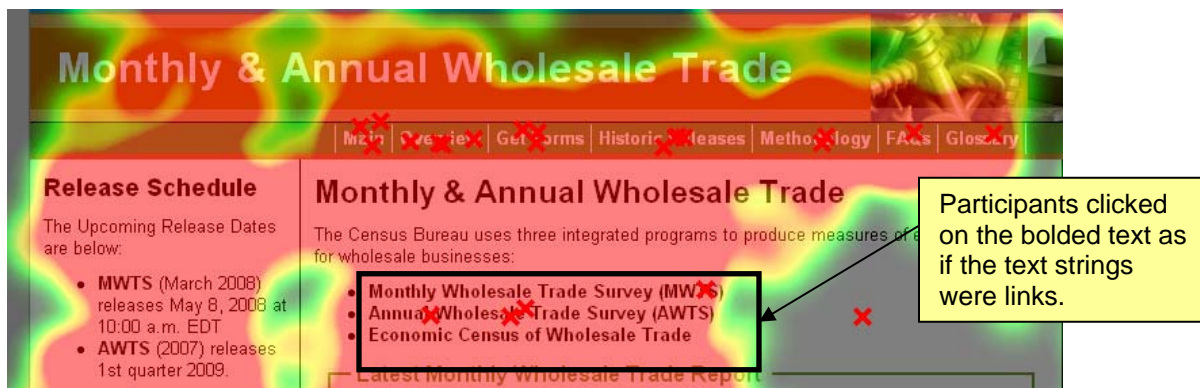 Monthly & Annual Wholesale Trade
Main | Overview | Get Forms | Historic Releases | Methodology | FAQs | Glossary |
Release Schedule
The Upcoming Release Dates
are below:
• MWTS (March 2008)
releases May 8, 2008 at
10:00 a.m. EDT
• AWTS (2007) releases
1st quarter 2009.
Monthly & Annual Wholesale Trade
The Census Bureau uses three integrated programs to produce measures of
for wholesale businesses:
• Monthly Wholesale Trade Survey (MWTS)
• Annual Wholesale Trade Survey (AWTS)
• Economic Census of Wholesale Trade
Latest Monthly Wholesale Trade Report
Participants clicked
on the bolded text as
if the text strings
were links.